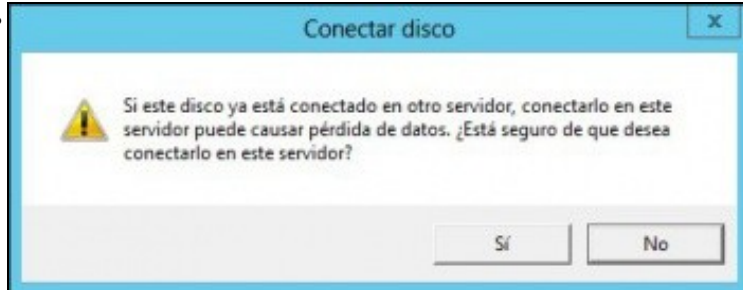 Conectar disco
x
Si este disco ya está conectado en otro servidor, conectarlo en este
servidor puede causar pérdida de datos. ¿Está seguro de que desea
conectarlo en este servidor?
Sí
No